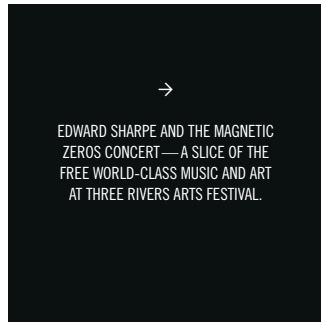 →
EDWARD SHARPE AND THE MAGNETIC
ZEROS CONCERT—A SLICE OF THE
FREE WORLD-CLASS MUSIC AND ART
AT THREE RIVERS ARTS FESTIVAL.